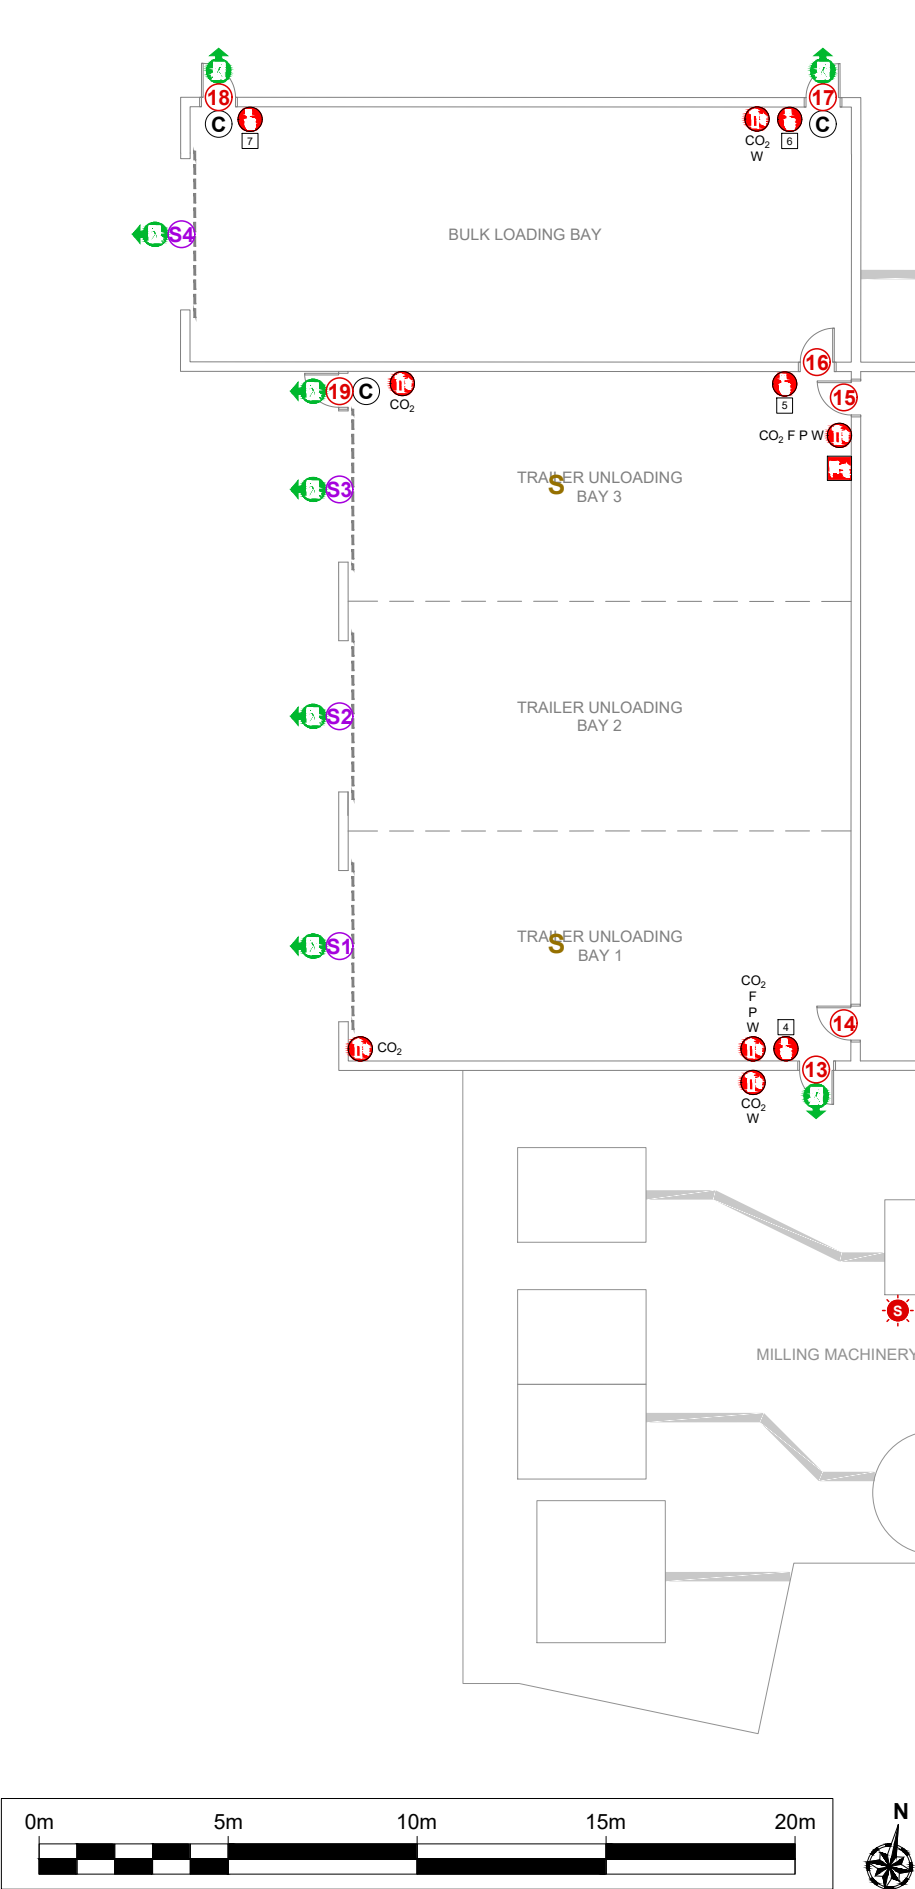 18
17
C
7
CO₂
W
6
C
S4
BULK LOADING BAY
16
19
C
CO₂
5
15
CO₂ F P W
S3
TRAILER UNLOADING
BAY 3
S
S2
TRAILER UNLOADING
BAY 2
S1
TRAILER UNLOADING
BAY 1
S
CO₂
F
P
W
4
14
CO₂
13
CO₂
W
S
MILLING MACHINERY
0m 5m 10m 15m 20m
N